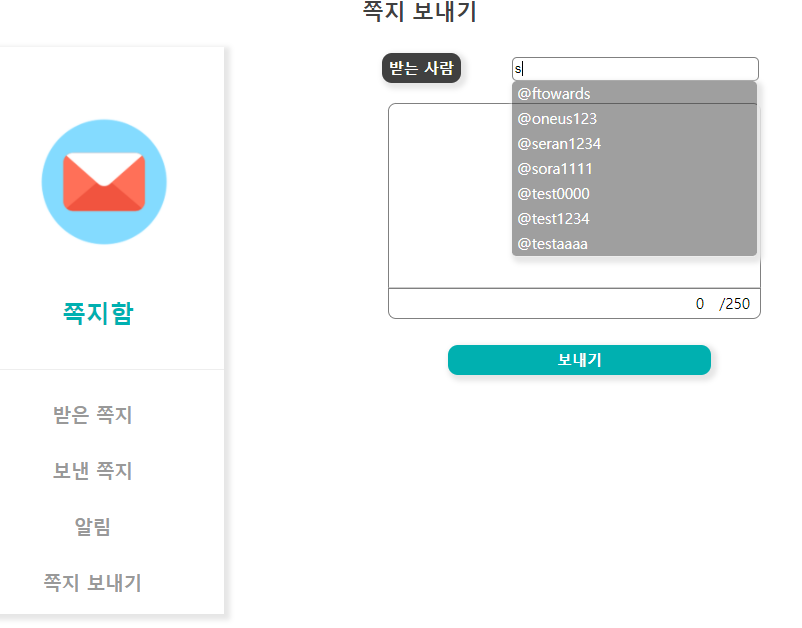 쪽지 보내기
받는 사람
s
@ftowards
@oneus123
@seran1234
@sora1111
@test0000
@test1234
@testaaaa
0 /250
보내기
쪽지함
받은 쪽지
보낸 쪽지
알림
쪽지 보내기